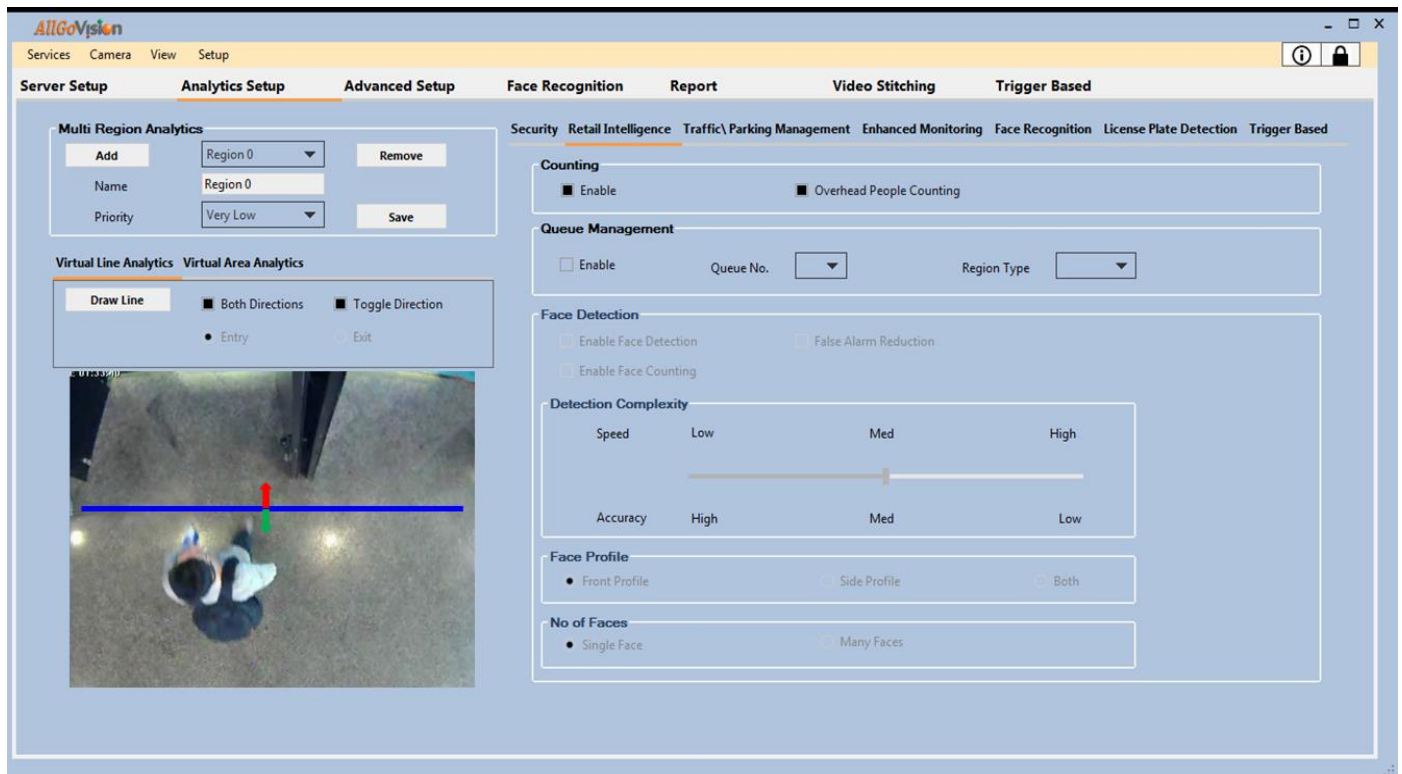 AllGoVision
Services Camera View Setup
Server Setup Analytics Setup Advanced Setup Face Recognition Report Video Stitching Trigger Based
Multi Region Analytics
Add Region 0 Remove
Name Region 0
Priority Very Low Save
Virtual Line Analytics Virtual Area Analytics
Draw Line Both Directions Toggle Direction
Entry Exit
Security Retail Intelligence Traffic\ Parking Management Enhanced Monitoring Face Recognition License Plate Detection Trigger Based
Counting
Enable Overhead People Counting
Queue Management
Enable Queue No. Region Type
Face Detection
Enable Face Detection False Alarm Reduction
Enable Face Counting
Detection Complexity
Speed Low Med High
Accuracy High Med Low
Face Profile
Front Profile Side Profile Both
No of Faces
Single Face Many Faces